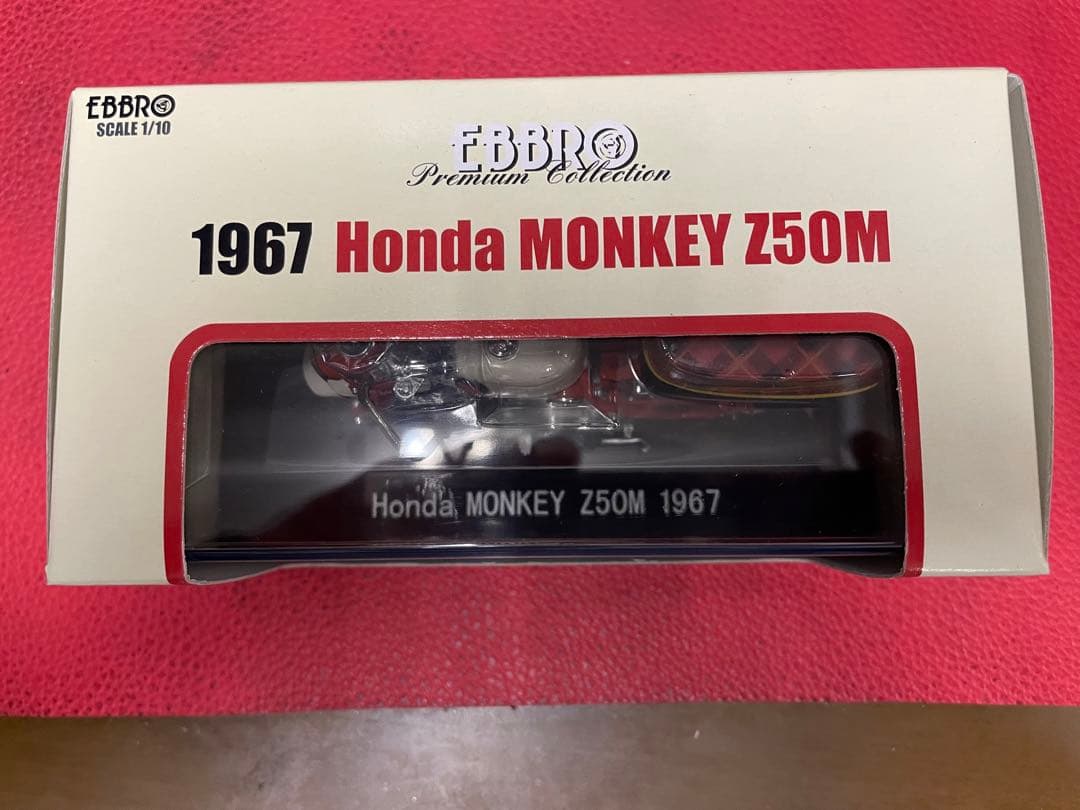 EBBRO
SCALE 1/10
EBBRO
Premium Collection
1967 Honda MONKEY Z50M
Honda MONKEY Z50M 1967